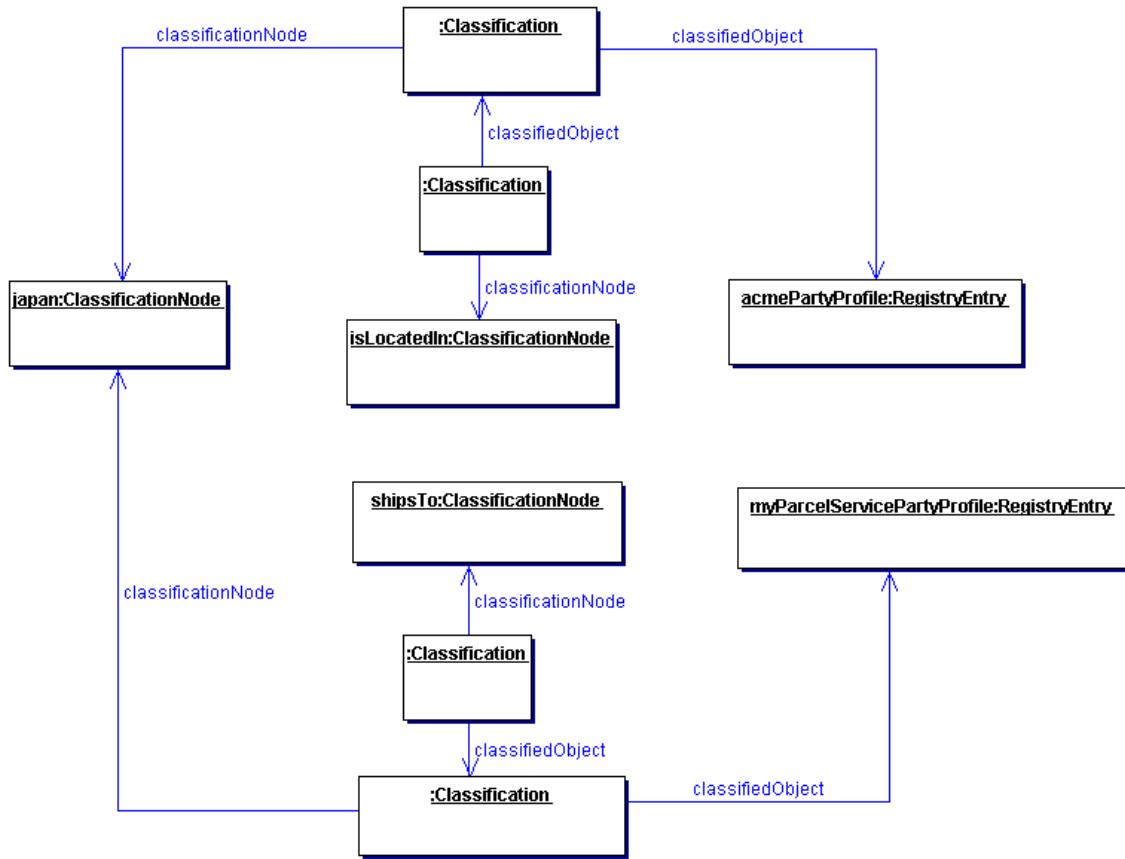 :Classification
classificationNode
classifiedObject
classifiedObject
:Classification
classificationNode
japan:ClassificationNode
acmePartyProfile:RegistryEntry
isLocatedIn:ClassificationNode
shipsTo:ClassificationNode
myParcelServicePartyProfile:RegistryEntry
classificationNode
classificationNode
:Classification
classifiedObject
:Classification
classifiedObject